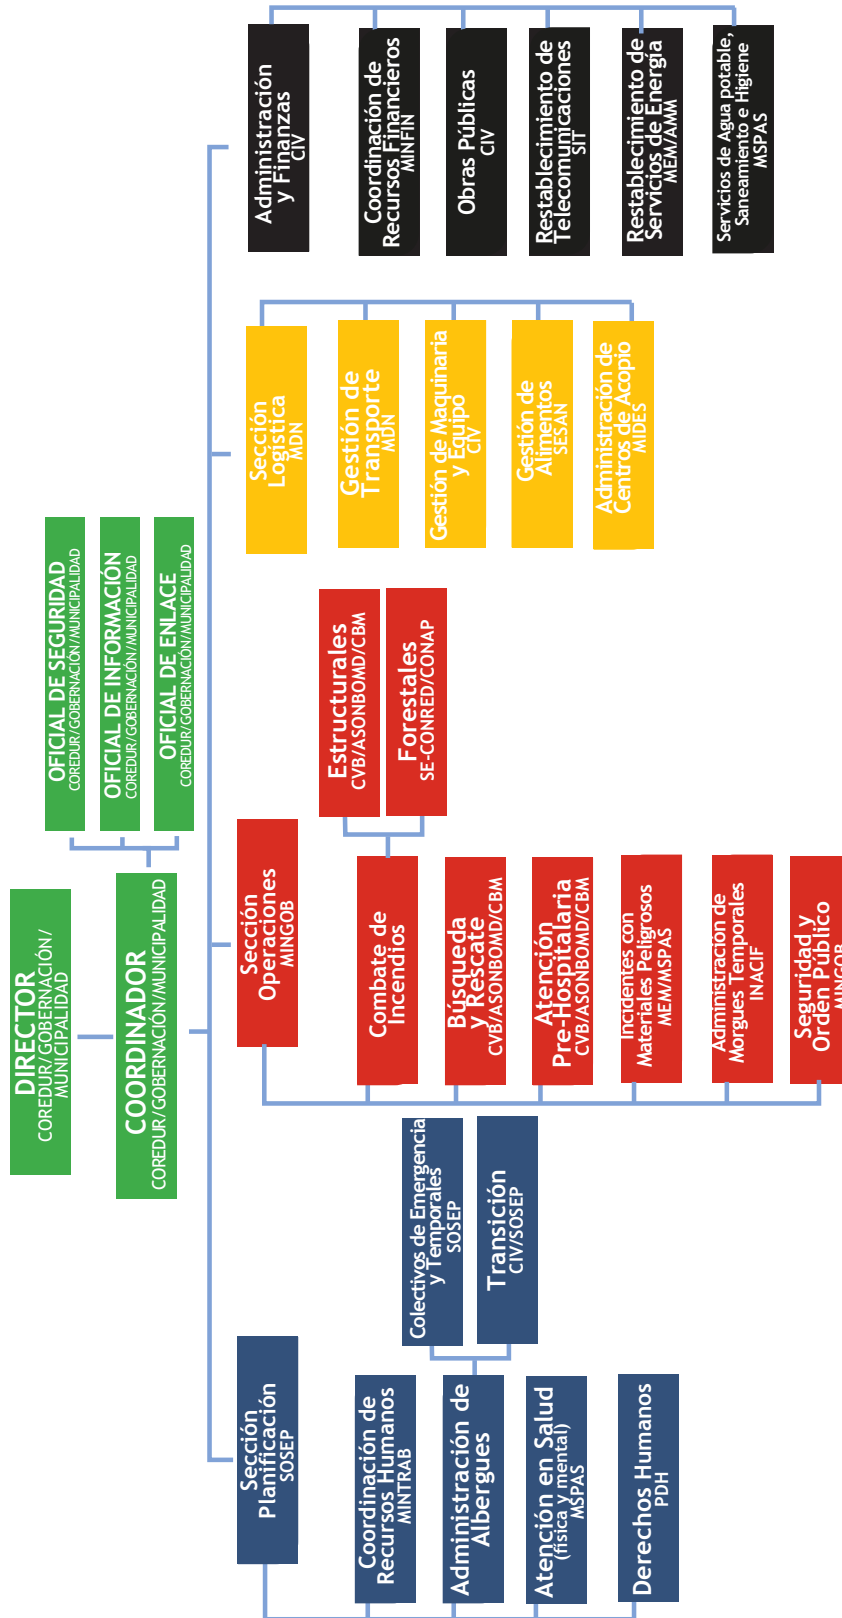 DIRECTOR
COREDUR/GOBERNACIÓN/
MUNICIPALIDAD
COORDINADOR
COREDUR/GOBERNACIÓN/MUNICIPALIDAD
OFICIAL DE SEGURIDAD
COREDUR/GOBERNACIÓN/MUNICIPALIDAD
OFICIAL DE INFORMACIÓN
COREDUR/GOBERNACIÓN/MUNICIPALIDAD
OFICIAL DE ENLACE
COREDUR/GOBERNACIÓN/MUNICIPALIDAD
Sección
Planificación
SOSEP
Coordinación de
Recursos Humanos
MINTRAB
Administración de
Albergues
Colectivos de Emergencia
y Temporales
SOSEP
Transición
CIV/SOSEP
Atención en Salud
(física y mental)
MSPAS
Derechos Humanos
PDH
Sección
Operaciones
MINGOB
Combate de
Incendios
Estructurales
CVB/ASONBOMD/CBM
Forestales
SE-CONRED/CONAP
Búsqueda
y Rescate
CVB/ASONBOMD/CBM
Atención
Pre-Hospitalaria
CVB/ASONBOMD/CBM
Incidentes con
Materiales Peligrosos
MEM/MSPAS
Administración de
Morgues Temporales
INACIF
Seguridad y
Orden Público
MINGOB
Sección
Logística
MDN
Gestión de
Transporte
MDN
Gestión de Maquinaria
y Equipo
CIV
Gestión de
Alimentos
SESAN
Administración de
Centros de Acopio
MIDES
Administración
y Finanzas
CIV
Coordinación de
Recursos Financieros
MINFIN
Obras Públicas
CIV
Restablecimiento de
Telecomunicaciones
SIT
Restablecimiento de
Servicios de Energía
MEM/AMM
Servicios de Agua potable,
Saneamiento e Higiene
MSPAS